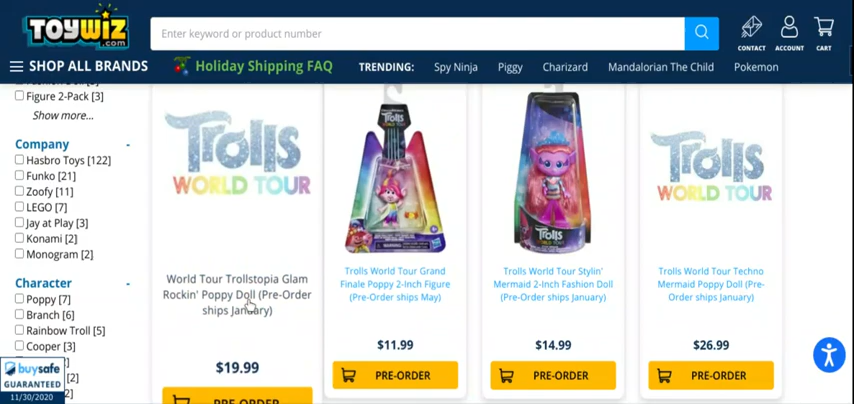 TOYWIZ
.com
Enter keyword or product number
CONTACT
ACCOUNT
CART
SHOP ALL BRANDS
Holiday Shipping FAQ
TRENDING:
Spy Ninja
Piggy
Charizard
Mandalorian The Child
Pokemon
Figure 2-Pack [3]
Show more...
Company
-
Hasbro Toys [122]
Funko [21]
Zoofy [11]
LEGO [7]
Jay at Play [3]
Konami [2]
Monogram [2]
Character
-
Poppy [7]
Branch [6]
Rainbow Troll [5]
Cooper [3]
[2]
buySAFE
GUARANTEED
11/30/2020
Trolls
WORLD TOUR
World Tour Trollstopia Glam
Rockin' Poppy Doll (Pre-Order
ships January)
$19.99
PRE-ORDER
Trolls
Trolls World Tour Grand
Finale Poppy 2-Inch Figure
(Pre-Order ships May)
$11.99
PRE-ORDER
Trolls
Trolls World Tour Stylin'
Mermaid 2-Inch Fashion Doll
(Pre-Order ships January)
$14.99
PRE-ORDER
Trolls
WORLD TOUR
Trolls World Tour Techno
Mermaid Poppy Doll (Pre-
Order ships January)
$26.99
PRE-ORDER